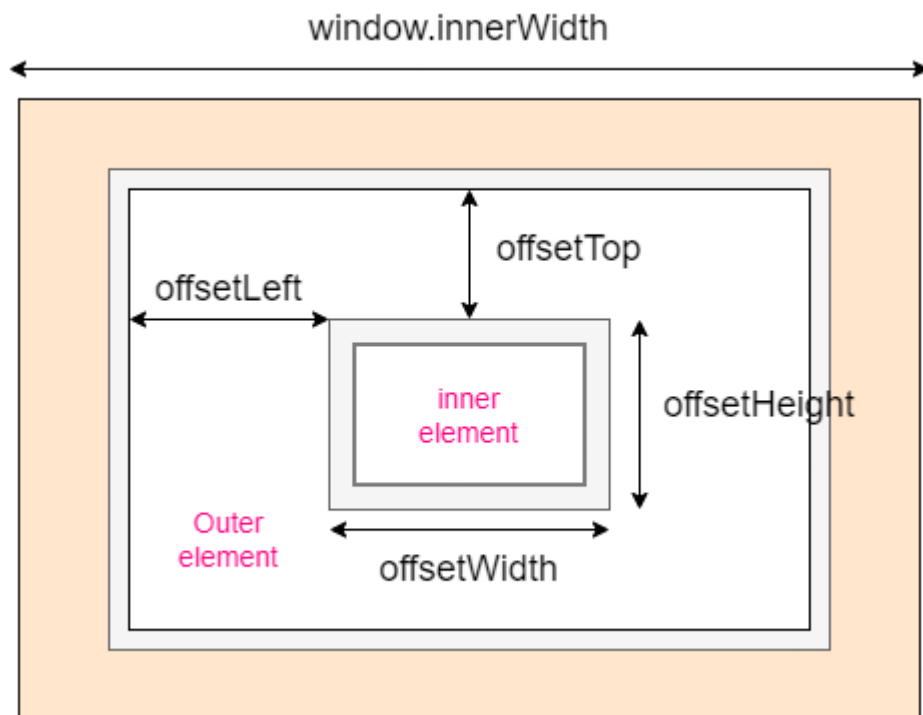 window.innerWidth
offsetTop
offsetLeft
inner
element
offsetHeight
Outer
element
offsetWidth